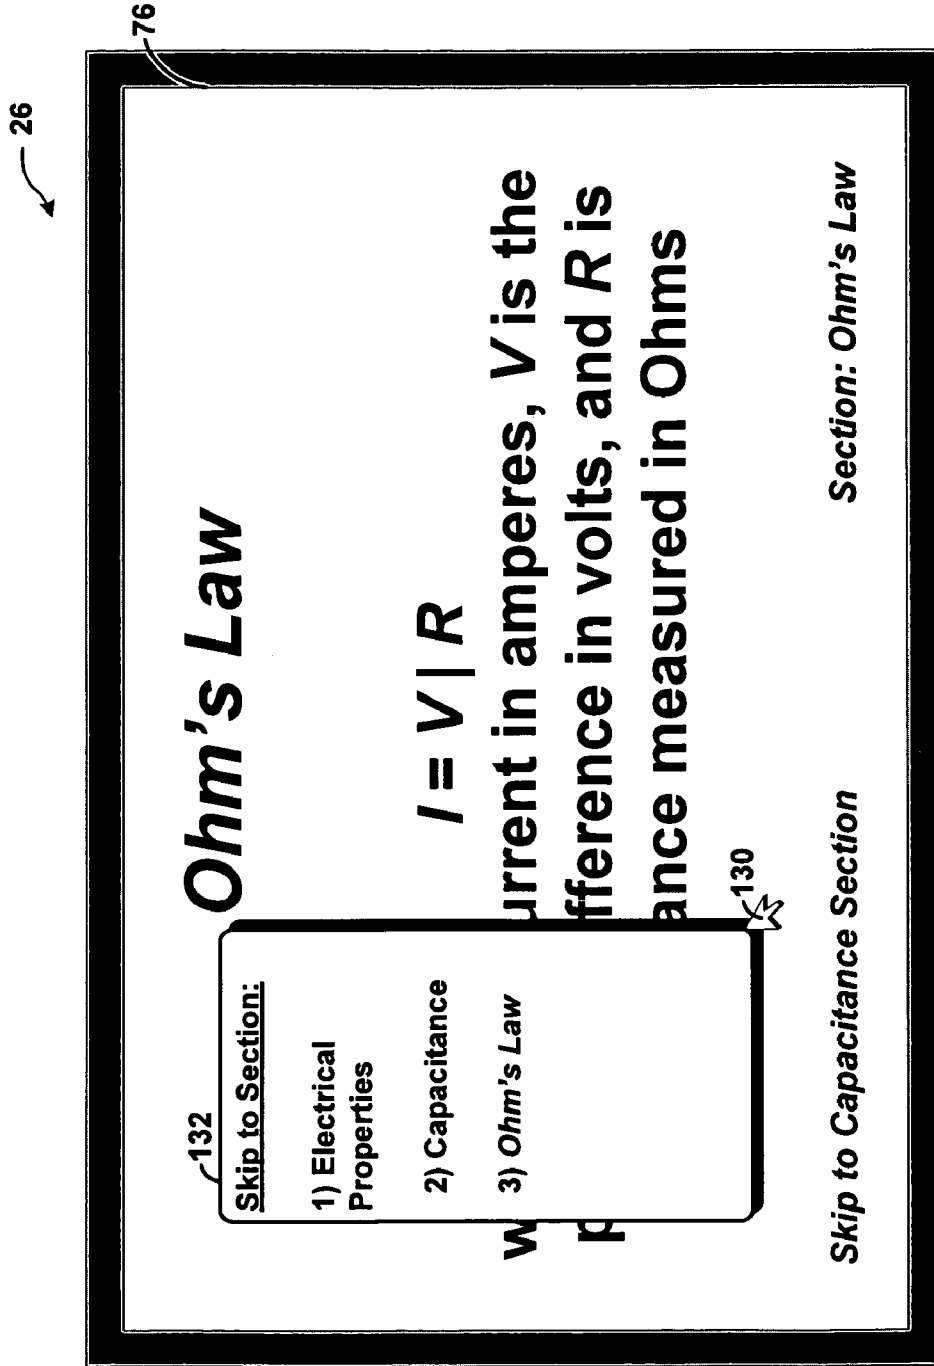 26
76
Ohm's Law
I = V | R
w urrent in amperes, V is the
p fference in volts, and R is
ance measured in Ohms
132
Skip to Section:
1) Electrical
Properties
2) Capacitance
3) Ohm's Law
130
Skip to Capacitance Section
Section: Ohm's Law